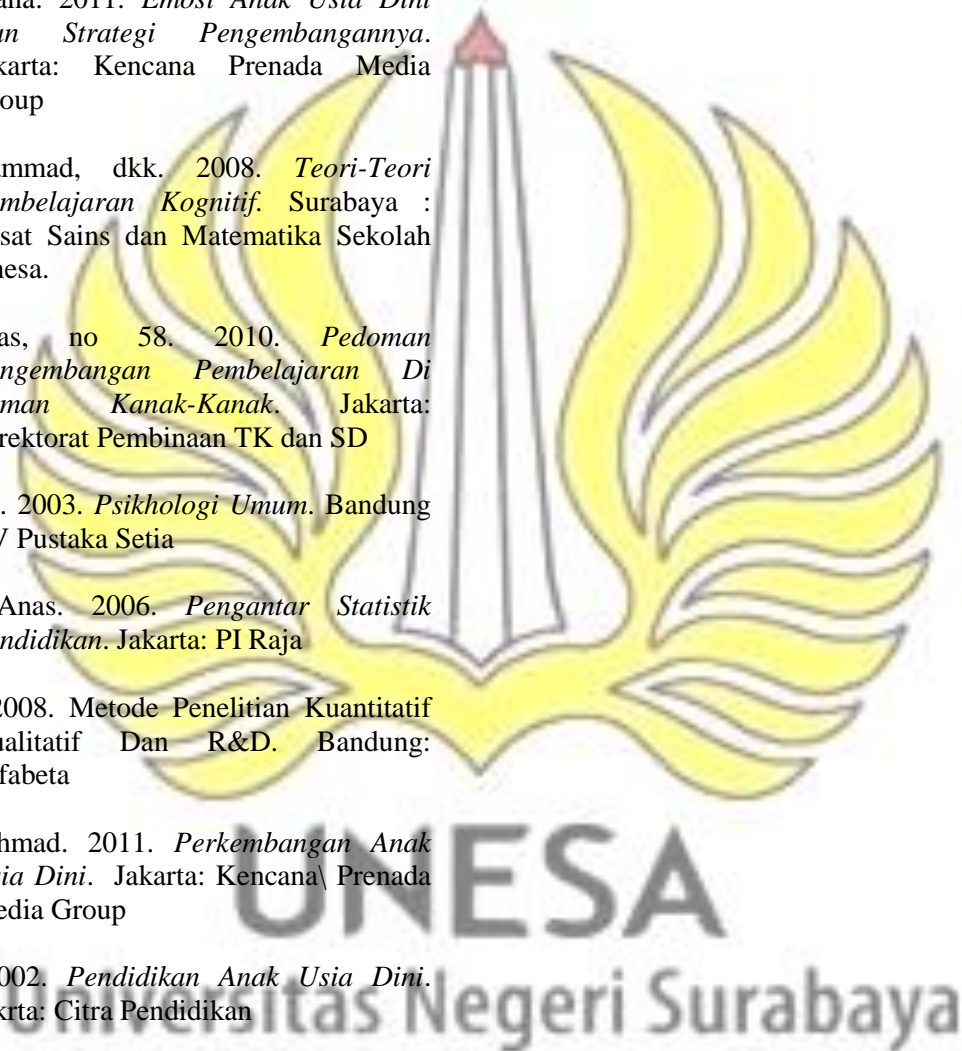 ana. 2011. Emosi Anak Usia Dini
an Strategi Pengembangannya.
karta: Kencana Prenada Media
oup
ammad, dkk. 2008. Teori-Teori
mbelajaran Kognitif. Surabaya :
sat Sains dan Matematika Sekolah
nesa.
as, no 58. 2010. Pedoman
ngembangan Pembelajaran Di
man Kanak-Kanak. Jakarta:
rektorat Pembinaan TK dan SD
. 2003. Psikhologi Umum. Bandung
V Pustaka Setia
Anas. 2006. Pengantar Statistik
ndidikan. Jakarta: PI Raja
2008. Metode Penelitian Kuantitatif
ualitatif Dan R&D. Bandung:
fabeta
hmad. 2011. Perkembangan Anak
ia Dini. Jakarta: Kencana\ Prenada
edia Group
002. Pendidikan Anak Usia Dini.
krta: Citra Pendidikan
UNESA
Universitas Negeri Surabaya